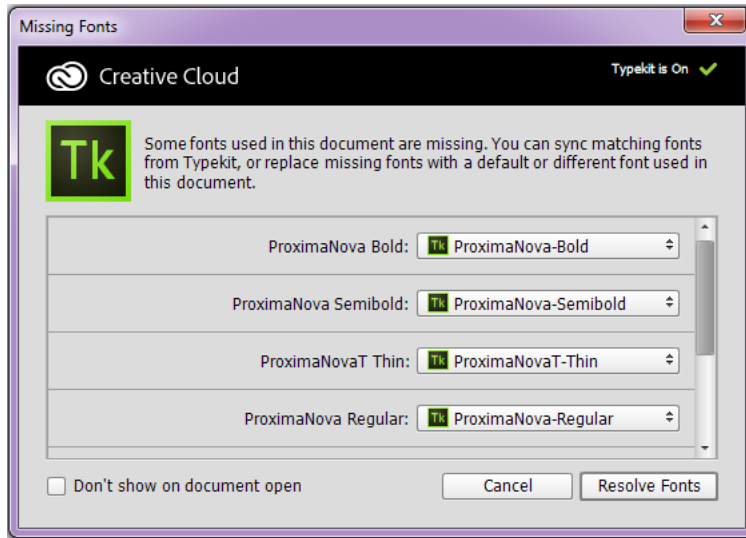 Missing Fonts
Creative Cloud
Typekit is On
Tk
Some fonts used in this document are missing. You can sync matching fonts
from Typekit, or replace missing fonts with a default or different font used in
this document.
ProximaNova Bold: Tk ProximaNova-Bold
ProximaNova Semibold: Tk ProximaNova-Semibold
ProximaNovaT Thin: Tk ProximaNovaT-Thin
ProximaNova Regular: Tk ProximaNova-Regular
Don't show on document open
Cancel
Resolve Fonts